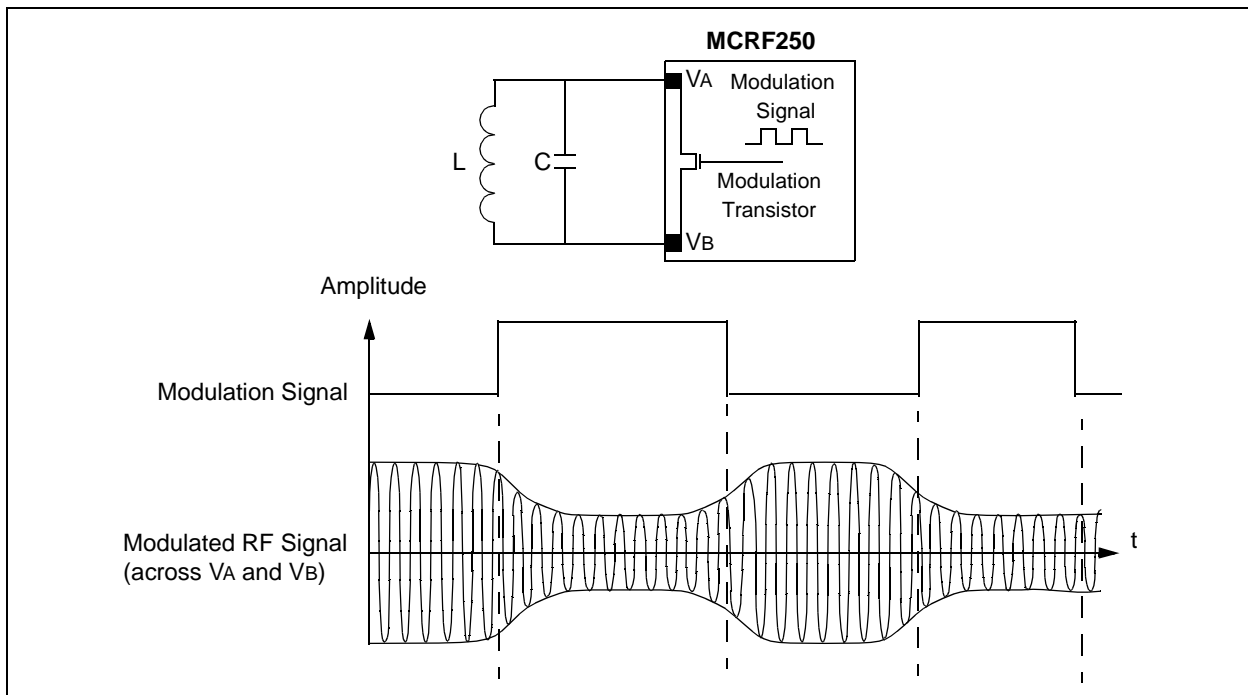 MCRF250
VA
Modulation
Signal
L
C
Modulation
Transistor
VB
Amplitude
Modulation Signal
Modulated RF Signal
(across VA and VB)
t